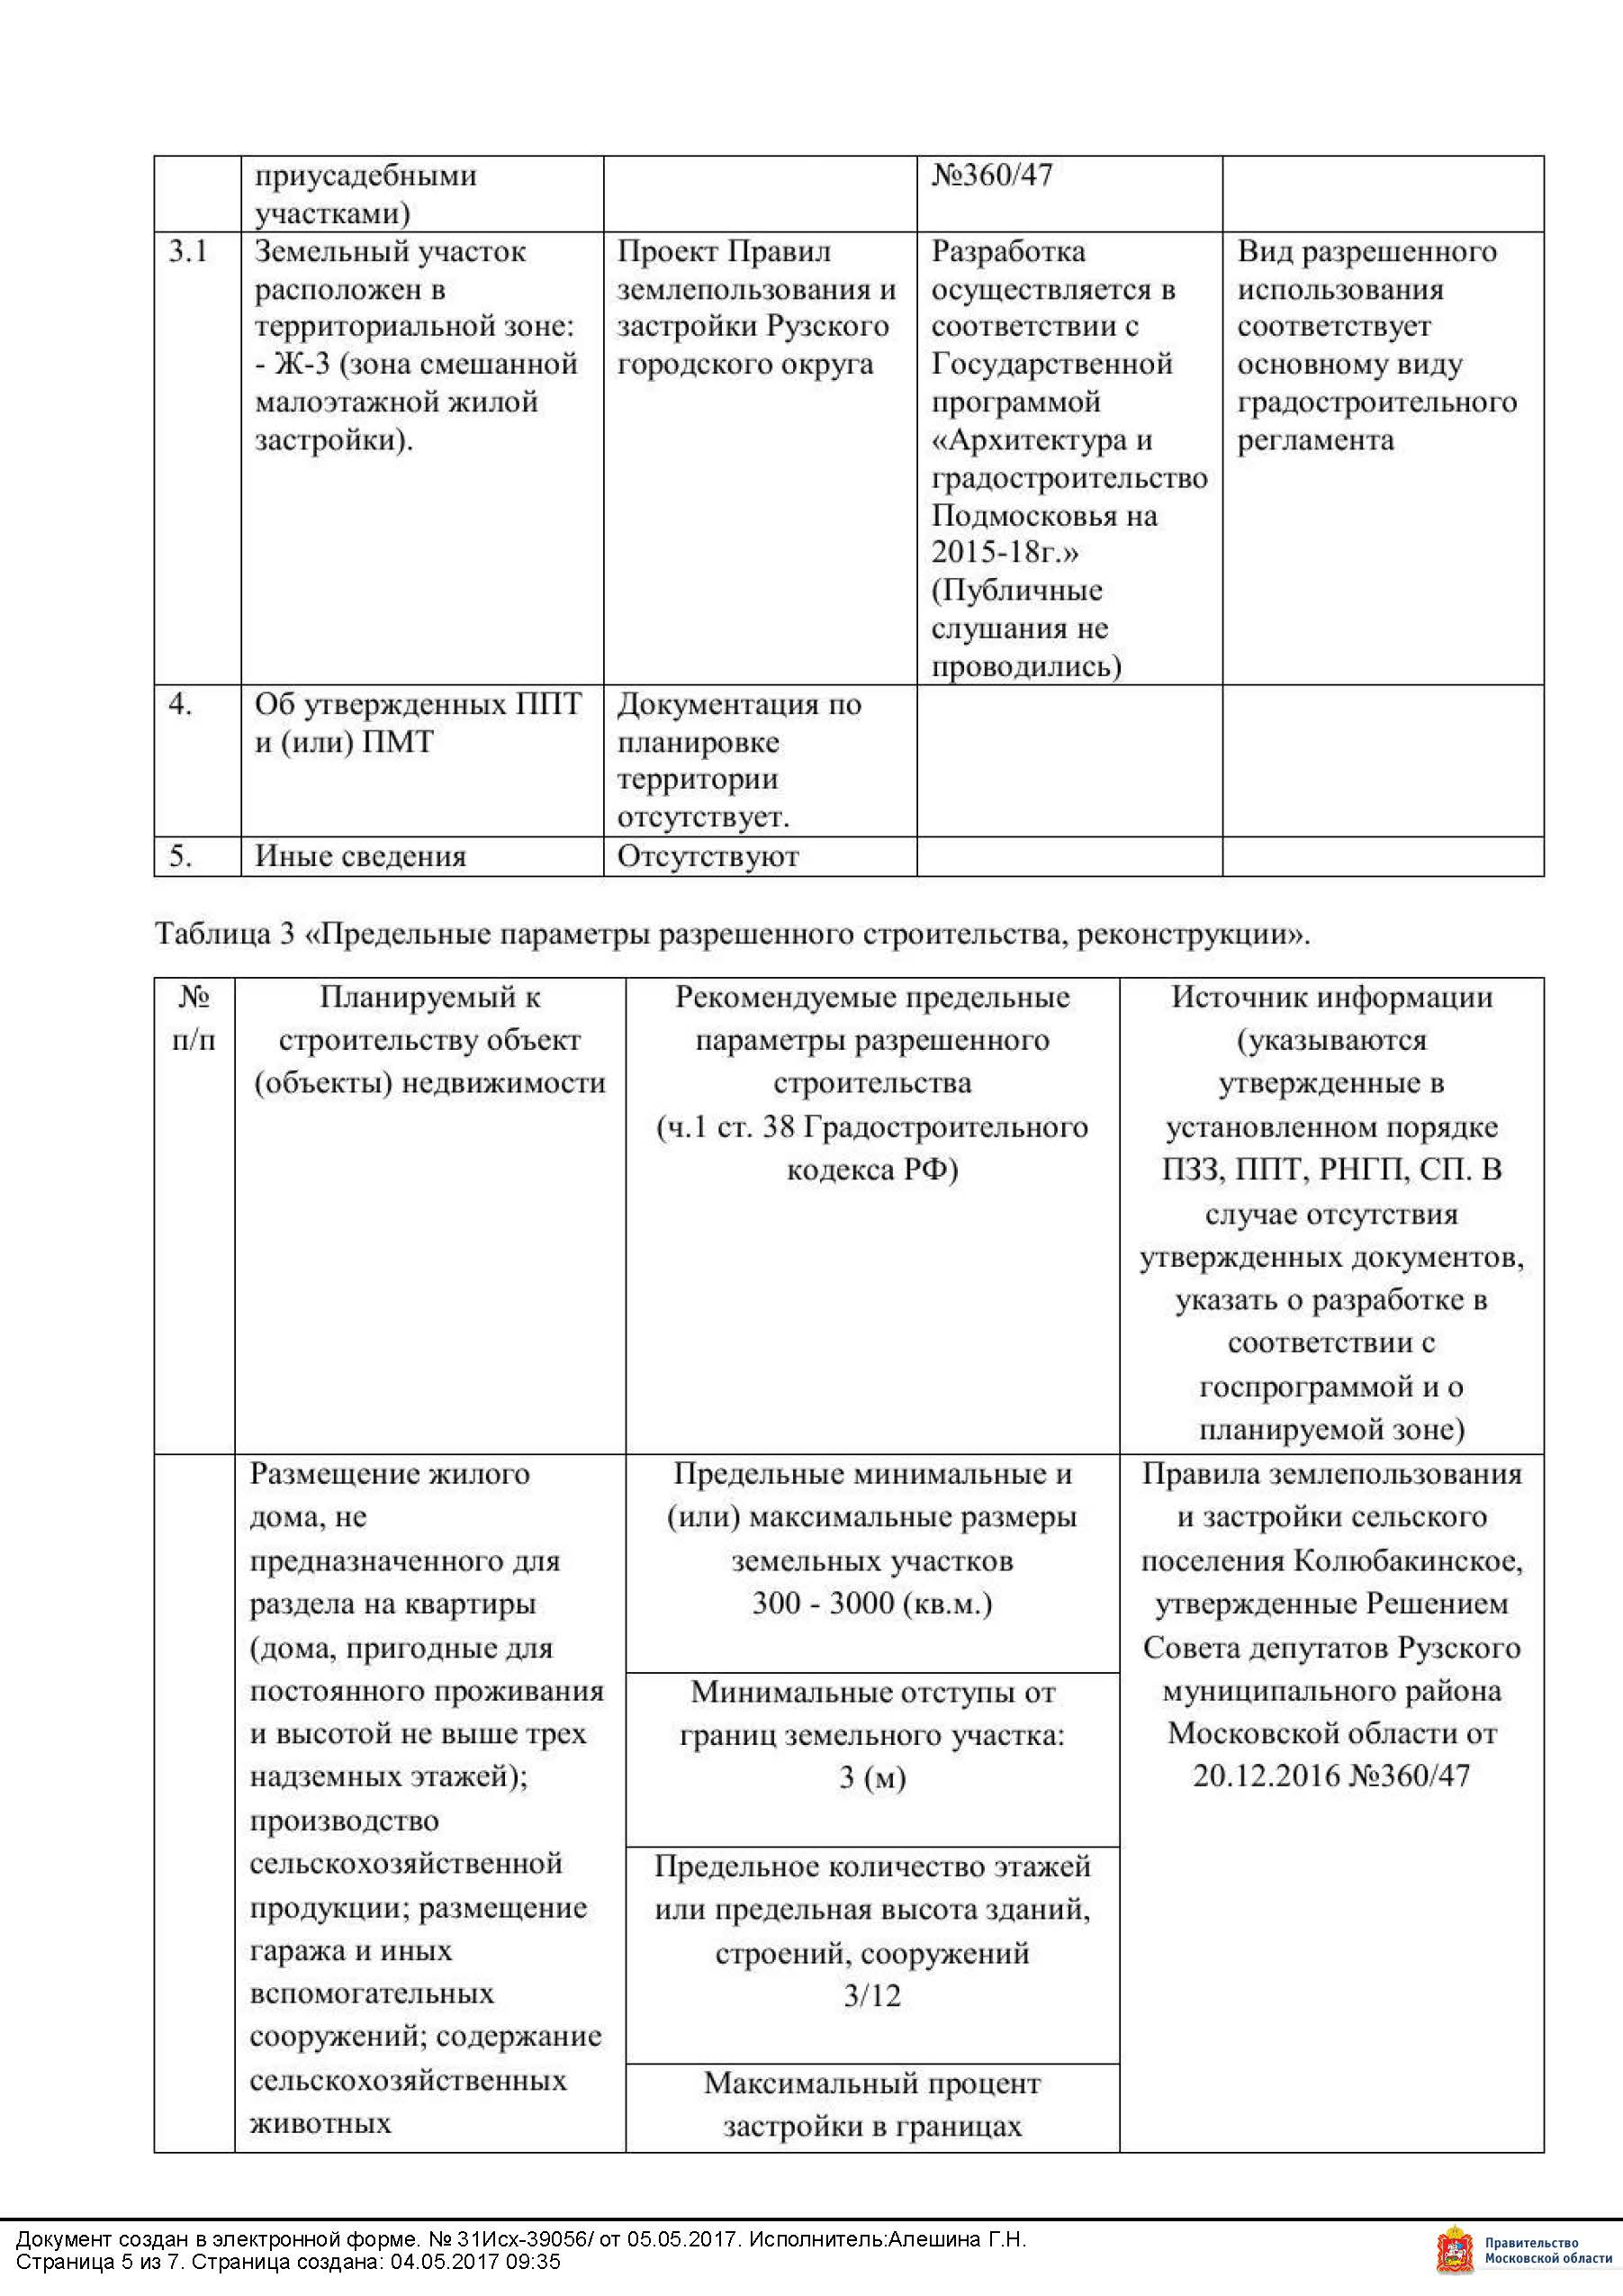 приусадебными
участками)
№360/47
3.1
Земельный участок
расположен в
территориальной зоне:
- Ж-3 (зона смешанной
малоэтажной жилой
застройки).
Проект Правил
землепользования и
застройки Рузского
городского округа
Разработка
осуществляется в
соответствии с
Государственной
программой
«Архитектура и
градостроительство
Подмосковья на
2015-18г.»
(Публичные
слушания не
проводились)
Вид разрешенного
использования
соответствует
основному виду
градостроительного
регламента
4.
Об утвержденных ППТ
и (или) ПМТ
Документация по
планировке
территории
отсутствует.
5.
Иные сведения
Отсутствуют
Таблица 3 «Предельные параметры разрешенного строительства, реконструкции».
№
п/п
Планируемый к
строительству объект
(объекты) недвижимости
Рекомендуемые предельные
параметры разрешенного
строительства
(ч.1 ст. 38 Градостроительного
кодекса РФ)
Источник информации
(указываются
утвержденные в
установленном порядке
ПЗЗ, ППТ, РНГП, СП. В
случае отсутствия
утвержденных документов,
указать о разработке в
соответствии с
госпрограммой и о
планируемой зоне)
Размещение жилого
дома, не
предназначенного для
раздела на квартиры
(дома, пригодные для
постоянного проживания
и высотой не выше трех
надземных этажей);
производство
сельскохозяйственной
продукции; размещение
гаража и иных
вспомогательных
сооружений; содержание
сельскохозяйственных
животных
Предельные минимальные и
(или) максимальные размеры
земельных участков
300 - 3000 (кв.м.)
Минимальные отступы от
границ земельного участка:
3 (м)
Предельное количество этажей
или предельная высота зданий,
строений, сооружений
3/12
Максимальный процент
застройки в границах
Правила землепользования
и застройки сельского
поселения Колюбакинское,
утвержденные Решением
Совета депутатов Рузского
муниципального района
Московской области от
20.12.2016 №360/47
Документ создан в электронной форме. № 31Исх-39056/ от 05.05.2017. Исполнитель:Алешина Г.Н.
Страница 5 из 7. Страница создана: 04.05.2017 09:35
Правительство
Московской области